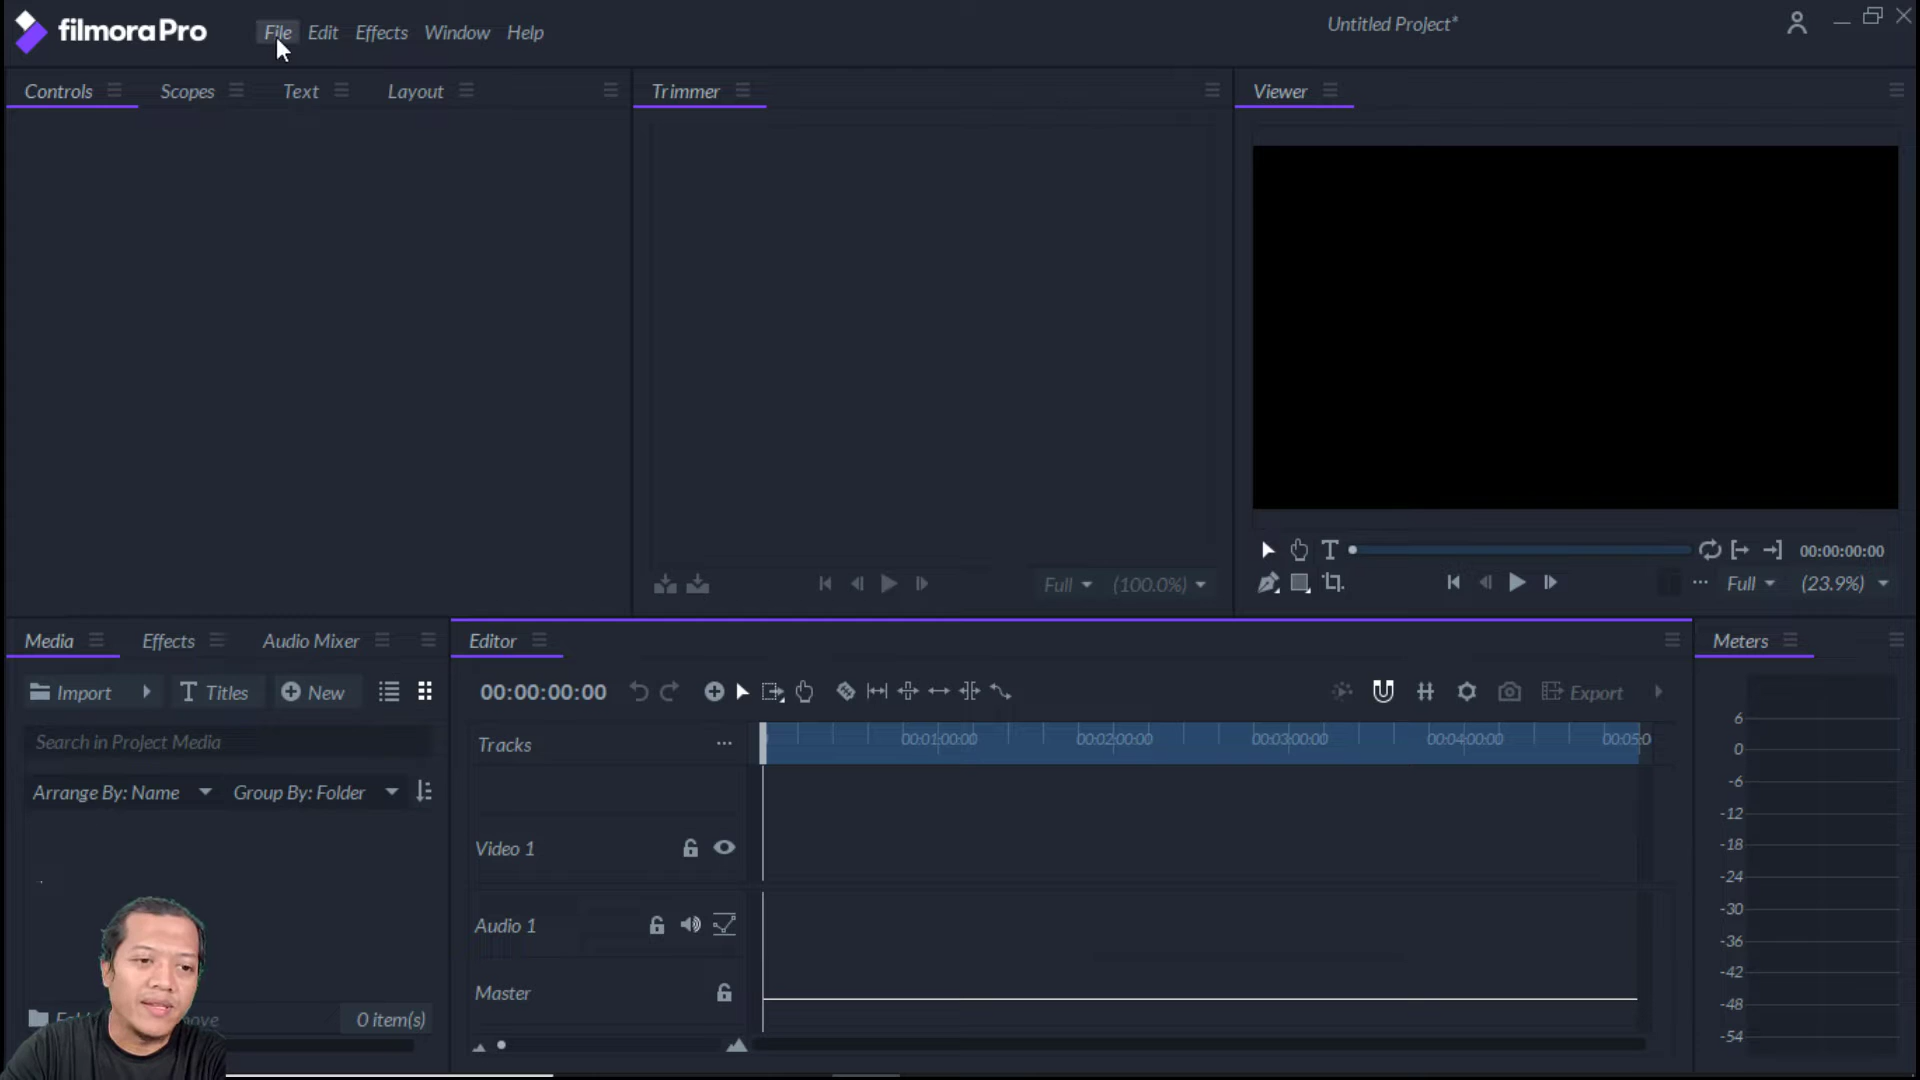 filmoraPro File Edit Effects Window Help Untitled Project*
Controls Scopes Text Layout Trimmer Viewer
Full (100.0%)
00:00:00:00
Full (23.9%)
Media Effects Audio Mixer Editor Meters
Import Titles New 00:00:00:00 Export
Search in Project Media
Tracks 00:01:00:00 00:02:00:00 00:03:00:00 00:04:00:00 00:05:0
Arrange By: Name Group By: Folder
Video 1
Audio 1
Master
0 item(s)
6
0
-6
-12
-18
-24
-30
-36
-42
-48
-54